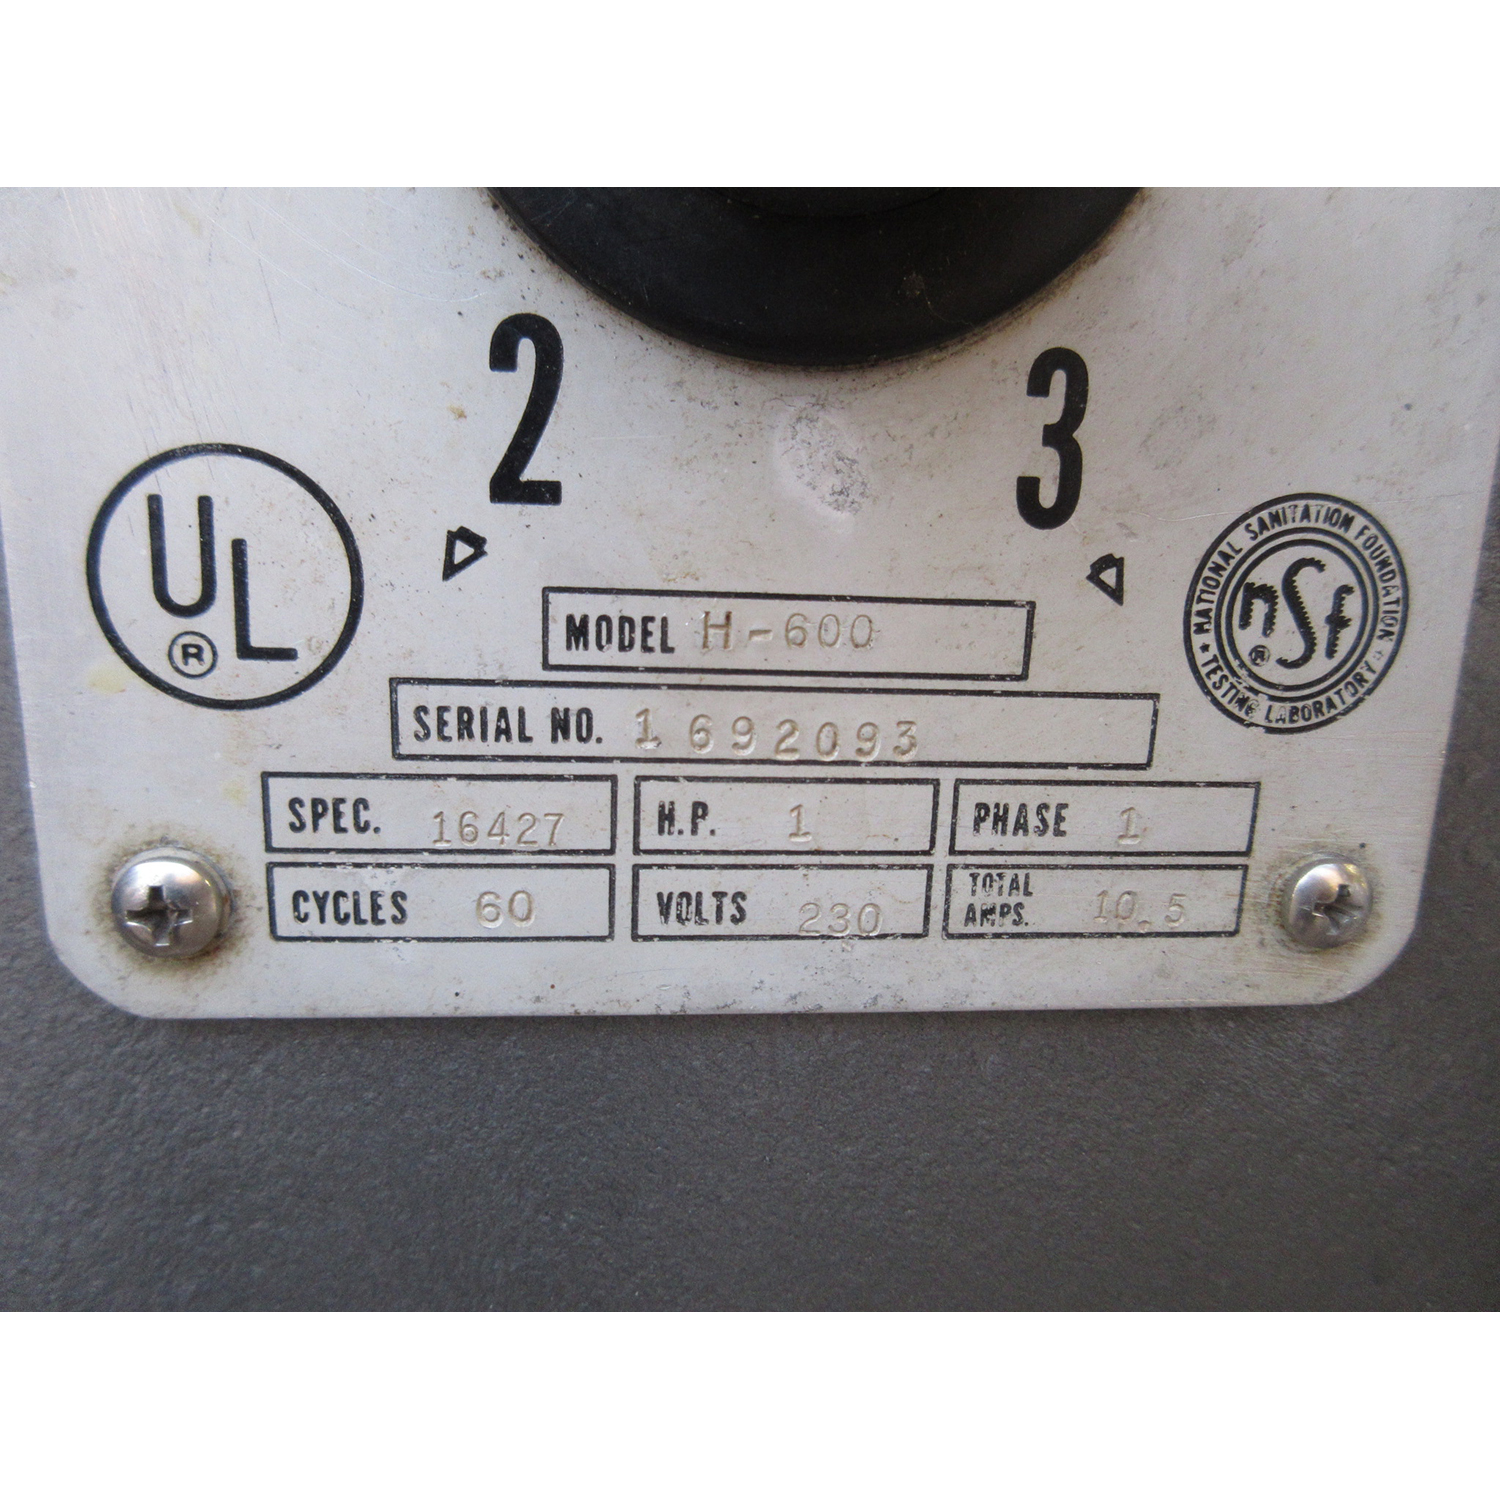 2 3
UL
®
NATIONAL SANITATION FOUNDATION
nSf
®
TESTING LABORATORY
MODEL H-600
SERIAL NO. 1692093
SPEC. 16427 H.P. 1 PHASE 1
CYCLES 60 VOLTS 230 TOTAL AMPS. 10.5